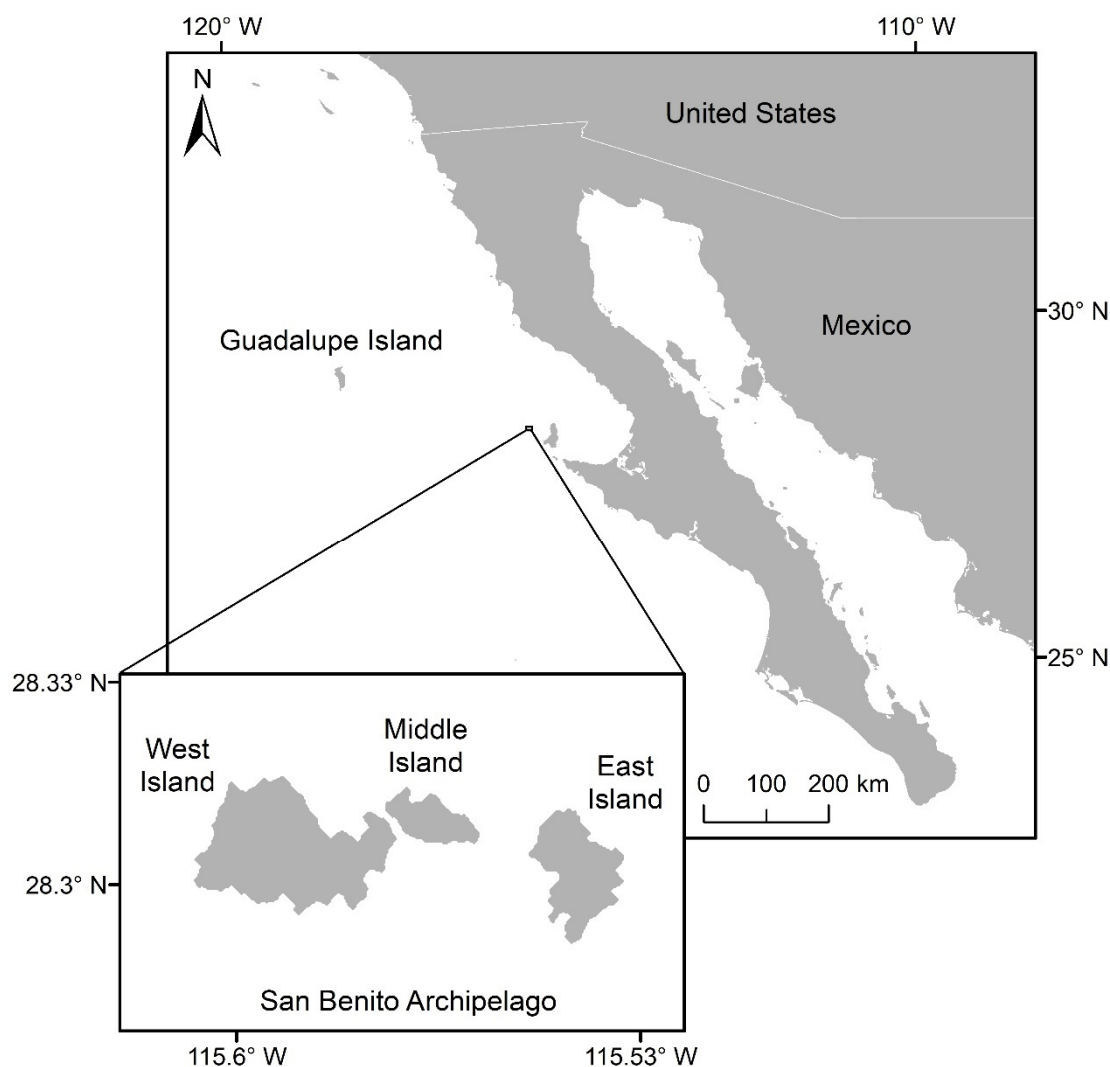 120° W
110° W
N
United States
30° N
Mexico
Guadalupe Island
25° N
28.33° N
Middle
Island
West
Island
East
Island
0 100 200 km
28.3° N
San Benito Archipelago
115.6° W
115.53° W